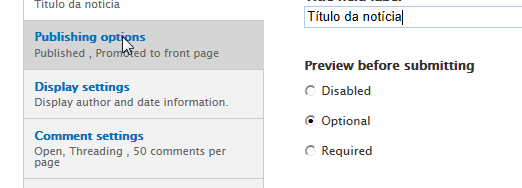 Título da notícia
Publishing options
Published , Promoted to front page
Display settings
Display author and date information.
Comment settings
Open, Threading , 50 comments per
page
Título da notícia
Preview before submitting
Disabled
Optional
Required